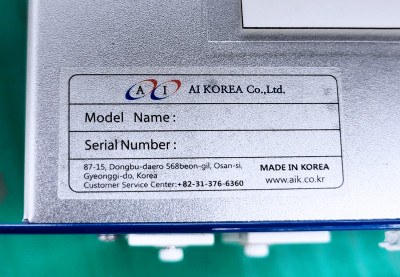 A I AI KOREA Co.,Ltd.
Model Name :
Serial Number :
87-15, Dongbu-daero 568beon-gil, Osan-si,
Gyeonggi-do, Korea
Customer Service Center:+82-31-376-6360
MADE IN KOREA
www.aik.co.kr